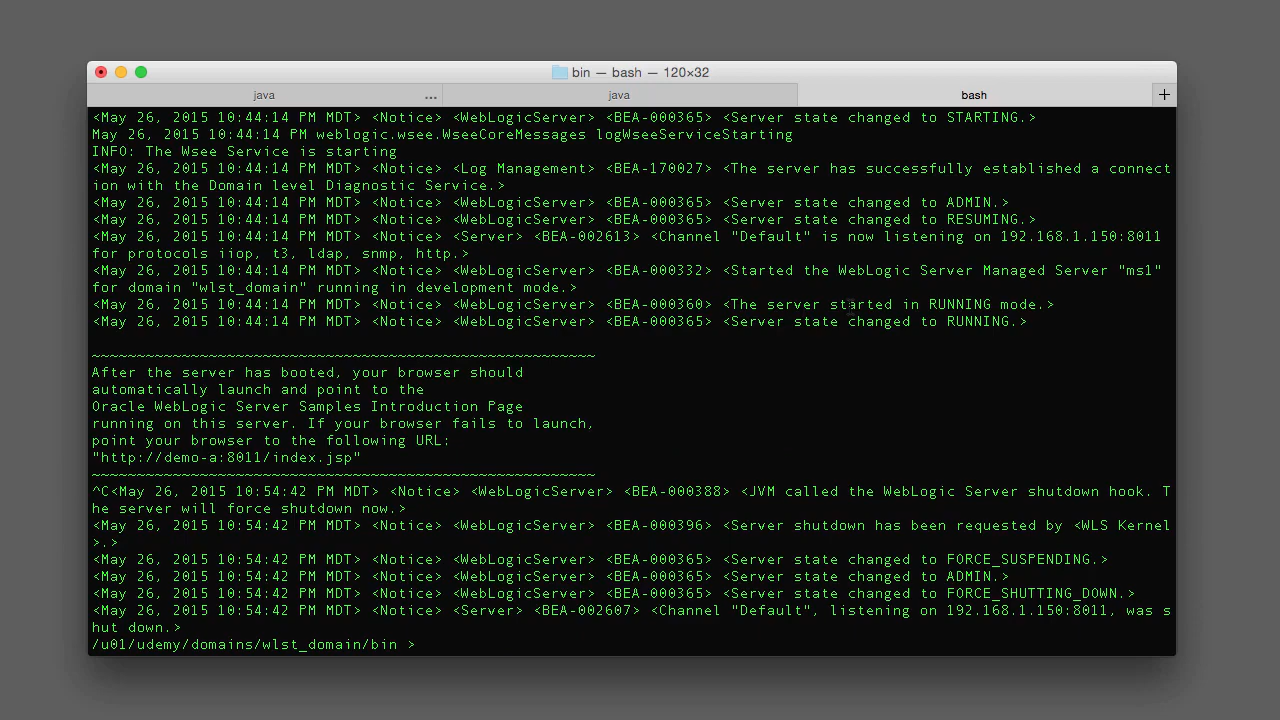 bin — bash — 120×32
java ... java bash +
<May 26, 2015 10:44:14 PM MDT> <Notice> <WebLogicServer> <BEA-000365> <Server state changed to STARTING.>
May 26, 2015 10:44:14 PM weblogic.wsee.WseeCoreMessages logWseeServiceStarting
INFO: The Wsee Service is starting
<May 26, 2015 10:44:14 PM MDT> <Notice> <Log Management> <BEA-170027> <The server has successfully established a connect
ion with the Domain level Diagnostic Service.>
<May 26, 2015 10:44:14 PM MDT> <Notice> <WebLogicServer> <BEA-000365> <Server state changed to ADMIN.>
<May 26, 2015 10:44:14 PM MDT> <Notice> <WebLogicServer> <BEA-000365> <Server state changed to RESUMING.>
<May 26, 2015 10:44:14 PM MDT> <Notice> <Server> <BEA-002613> <Channel "Default" is now listening on 192.168.1.150:8011
for protocols iiop, t3, ldap, snmp, http.>
<May 26, 2015 10:44:14 PM MDT> <Notice> <WebLogicServer> <BEA-000332> <Started the WebLogic Server Managed Server "ms1"
for domain "wlst_domain" running in development mode.>
<May 26, 2015 10:44:14 PM MDT> <Notice> <WebLogicServer> <BEA-000360> <The server started in RUNNING mode.>
<May 26, 2015 10:44:14 PM MDT> <Notice> <WebLogicServer> <BEA-000365> <Server state changed to RUNNING.>
~~~~~~~~~~~~~~~~~~~~~~~~~~~~~~~~~~~~~~~~~~~~~~~~~~~~~~~~
After the server has booted, your browser should
automatically launch and point to the
Oracle WebLogic Server Samples Introduction Page
running on this server. If your browser fails to launch,
point your browser to the following URL:
"http://demo-a:8011/index.jsp"
~~~~~~~~~~~~~~~~~~~~~~~~~~~~~~~~~~~~~~~~~~~~~~~~~~~~~~~~
^C<May 26, 2015 10:54:42 PM MDT> <Notice> <WebLogicServer> <BEA-000388> <JVM called the WebLogic Server shutdown hook. T
he server will force shutdown now.>
<May 26, 2015 10:54:42 PM MDT> <Notice> <WebLogicServer> <BEA-000396> <Server shutdown has been requested by <WLS Kernel
>.>
<May 26, 2015 10:54:42 PM MDT> <Notice> <WebLogicServer> <BEA-000365> <Server state changed to FORCE_SUSPENDING.>
<May 26, 2015 10:54:42 PM MDT> <Notice> <WebLogicServer> <BEA-000365> <Server state changed to ADMIN.>
<May 26, 2015 10:54:42 PM MDT> <Notice> <WebLogicServer> <BEA-000365> <Server state changed to FORCE_SHUTTING_DOWN.>
<May 26, 2015 10:54:42 PM MDT> <Notice> <Server> <BEA-002607> <Channel "Default", listening on 192.168.1.150:8011, was s
hut down.>
/u01/udemy/domains/wlst_domain/bin >